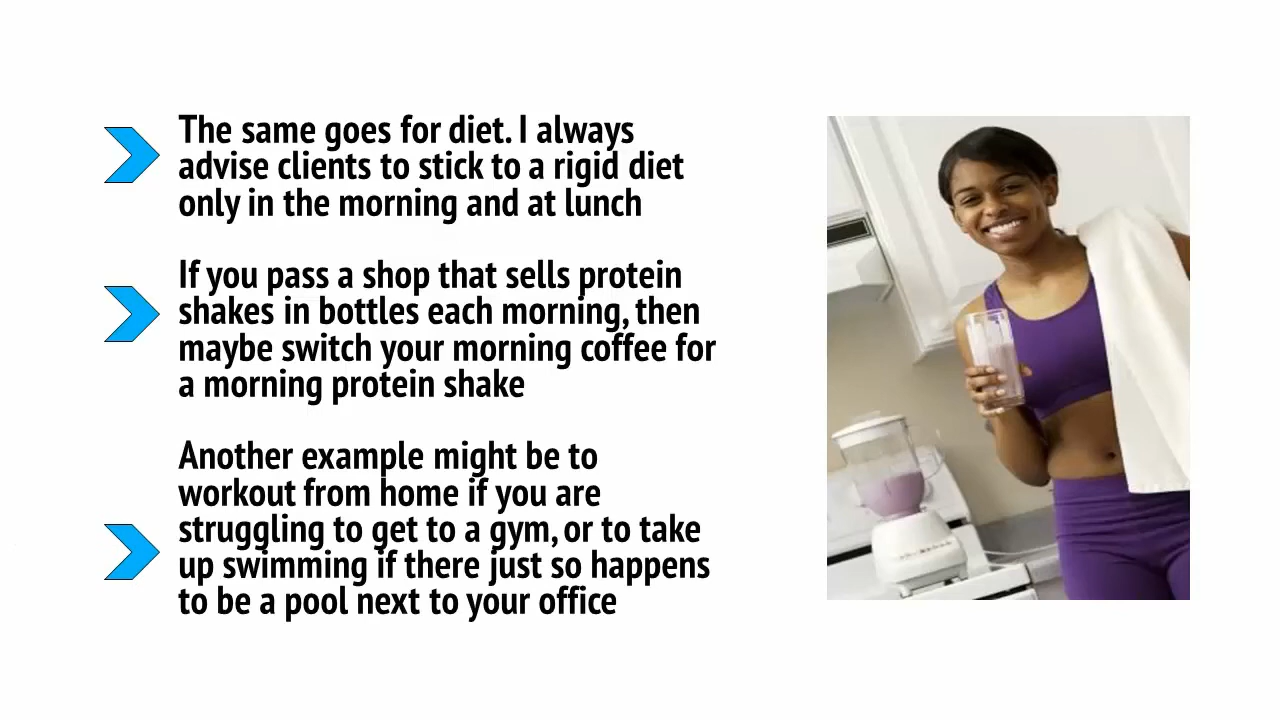 The same goes for diet. I always
advise clients to stick to a rigid diet
only in the morning and at lunch
If you pass a shop that sells protein
shakes in bottles each morning, then
maybe switch your morning coffee for
a morning protein shake
Another example might be to
workout from home if you are
struggling to get to a gym, or to take
up swimming if there just so happens
to be a pool next to your office